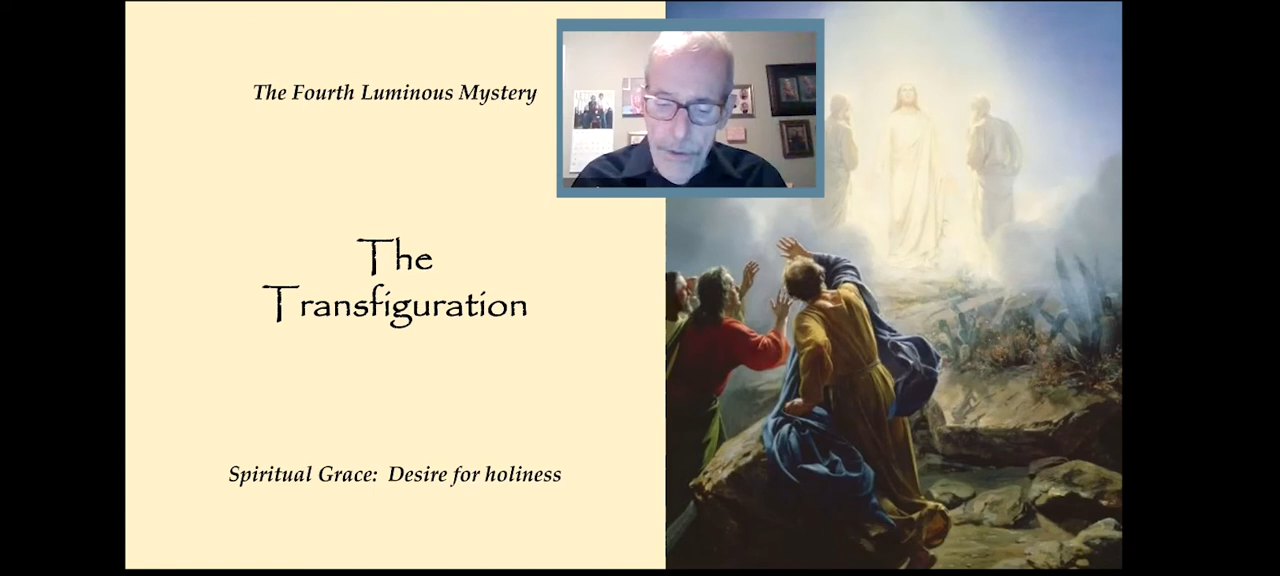 The Fourth Luminous Mystery
The
Transfiguration
Spiritual Grace: Desire for holiness